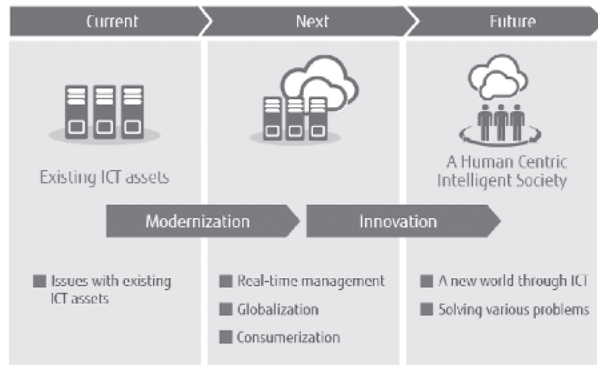 Current
Next
Future
Existing ICT assets
A Human Centric
Intelligent Society
Modernization
Innovation
Issues with existing
ICT assets
Real-time management
Globalization
Consumerization
A new world through ICT
Solving various problems